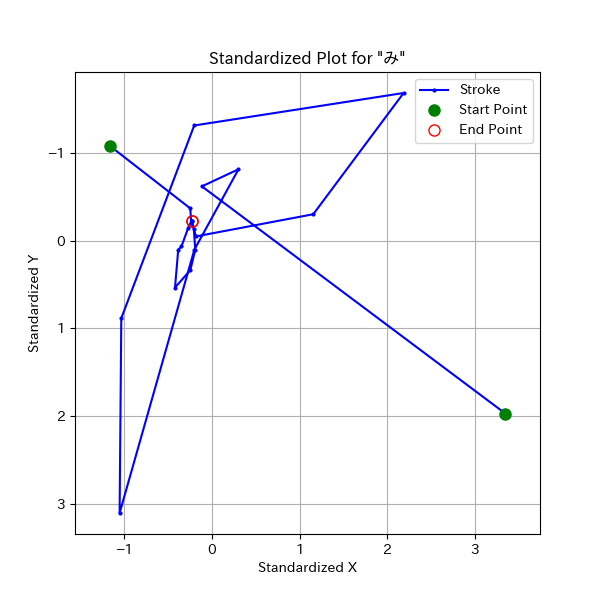 Standardized Plot for "み"
Stroke
Start Point
End Point
−1
0
1
2
3
Standardized Y
−1
0
1
2
3
Standardized X